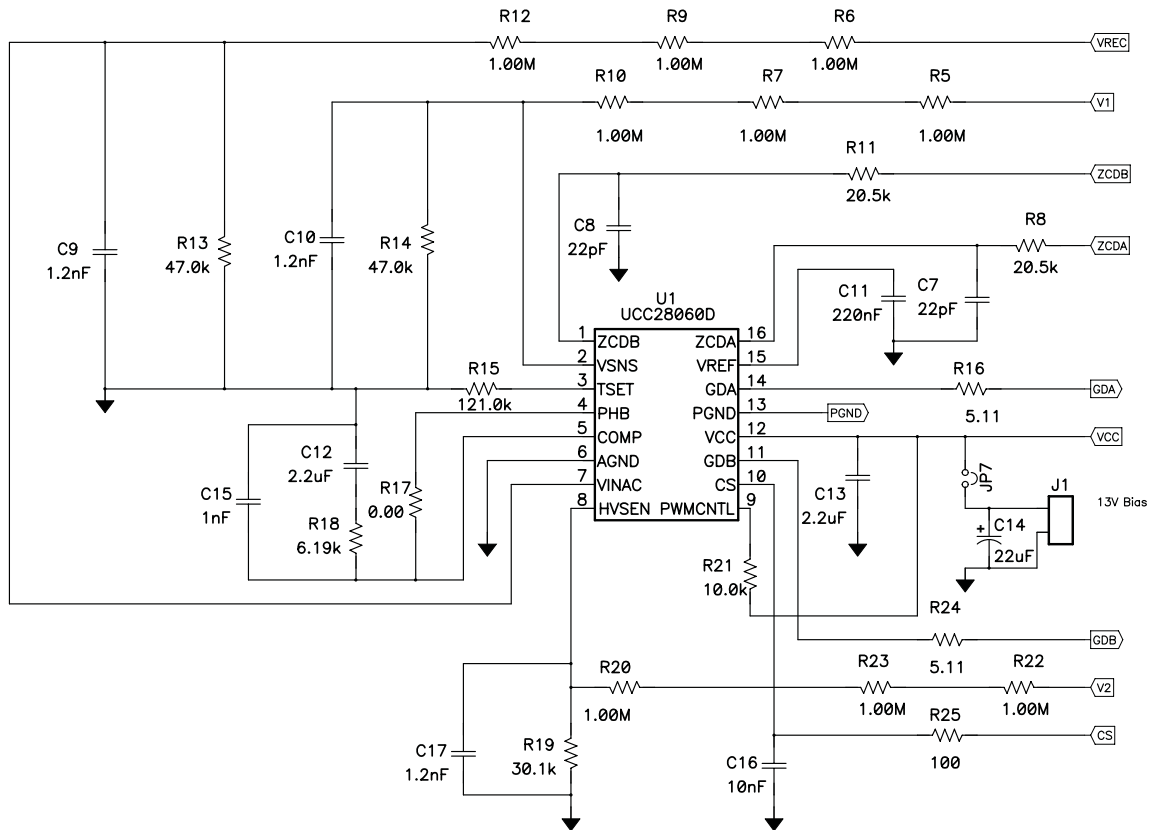 R12
R9
R6
VREC
1.00M
1.00M
1.00M
R10
R7
R5
V1
1.00M
1.00M
1.00M
R11
ZCDB
20.5k
C8
22pF
R8
ZCDA
20.5k
C9
1.2nF
R13
47.0k
C10
1.2nF
R14
47.0k
C11
220nF
C7
22pF
U1
UCC28060D
1
ZCDB
ZCDA
16
2
VSNS
VREF
15
3
TSET
GDA
14
4
PHB
PGND
13
5
COMP
VCC
12
6
AGND
GDB
11
7
VINAC
CS
10
8
HVSEN
PWMCNTL
9
R15
121.0k
R16
5.11
GDA
PGND
VCC
C12
2.2uF
C15
1nF
R17
0.00
R18
6.19k
C13
2.2uF
JP7
J1
13V Bias
+
C14
22uF
R21
10.0k
R24
5.11
GDB
R20
1.00M
R23
1.00M
R22
1.00M
V2
R25
100
CS
C17
1.2nF
R19
30.1k
C16
10nF